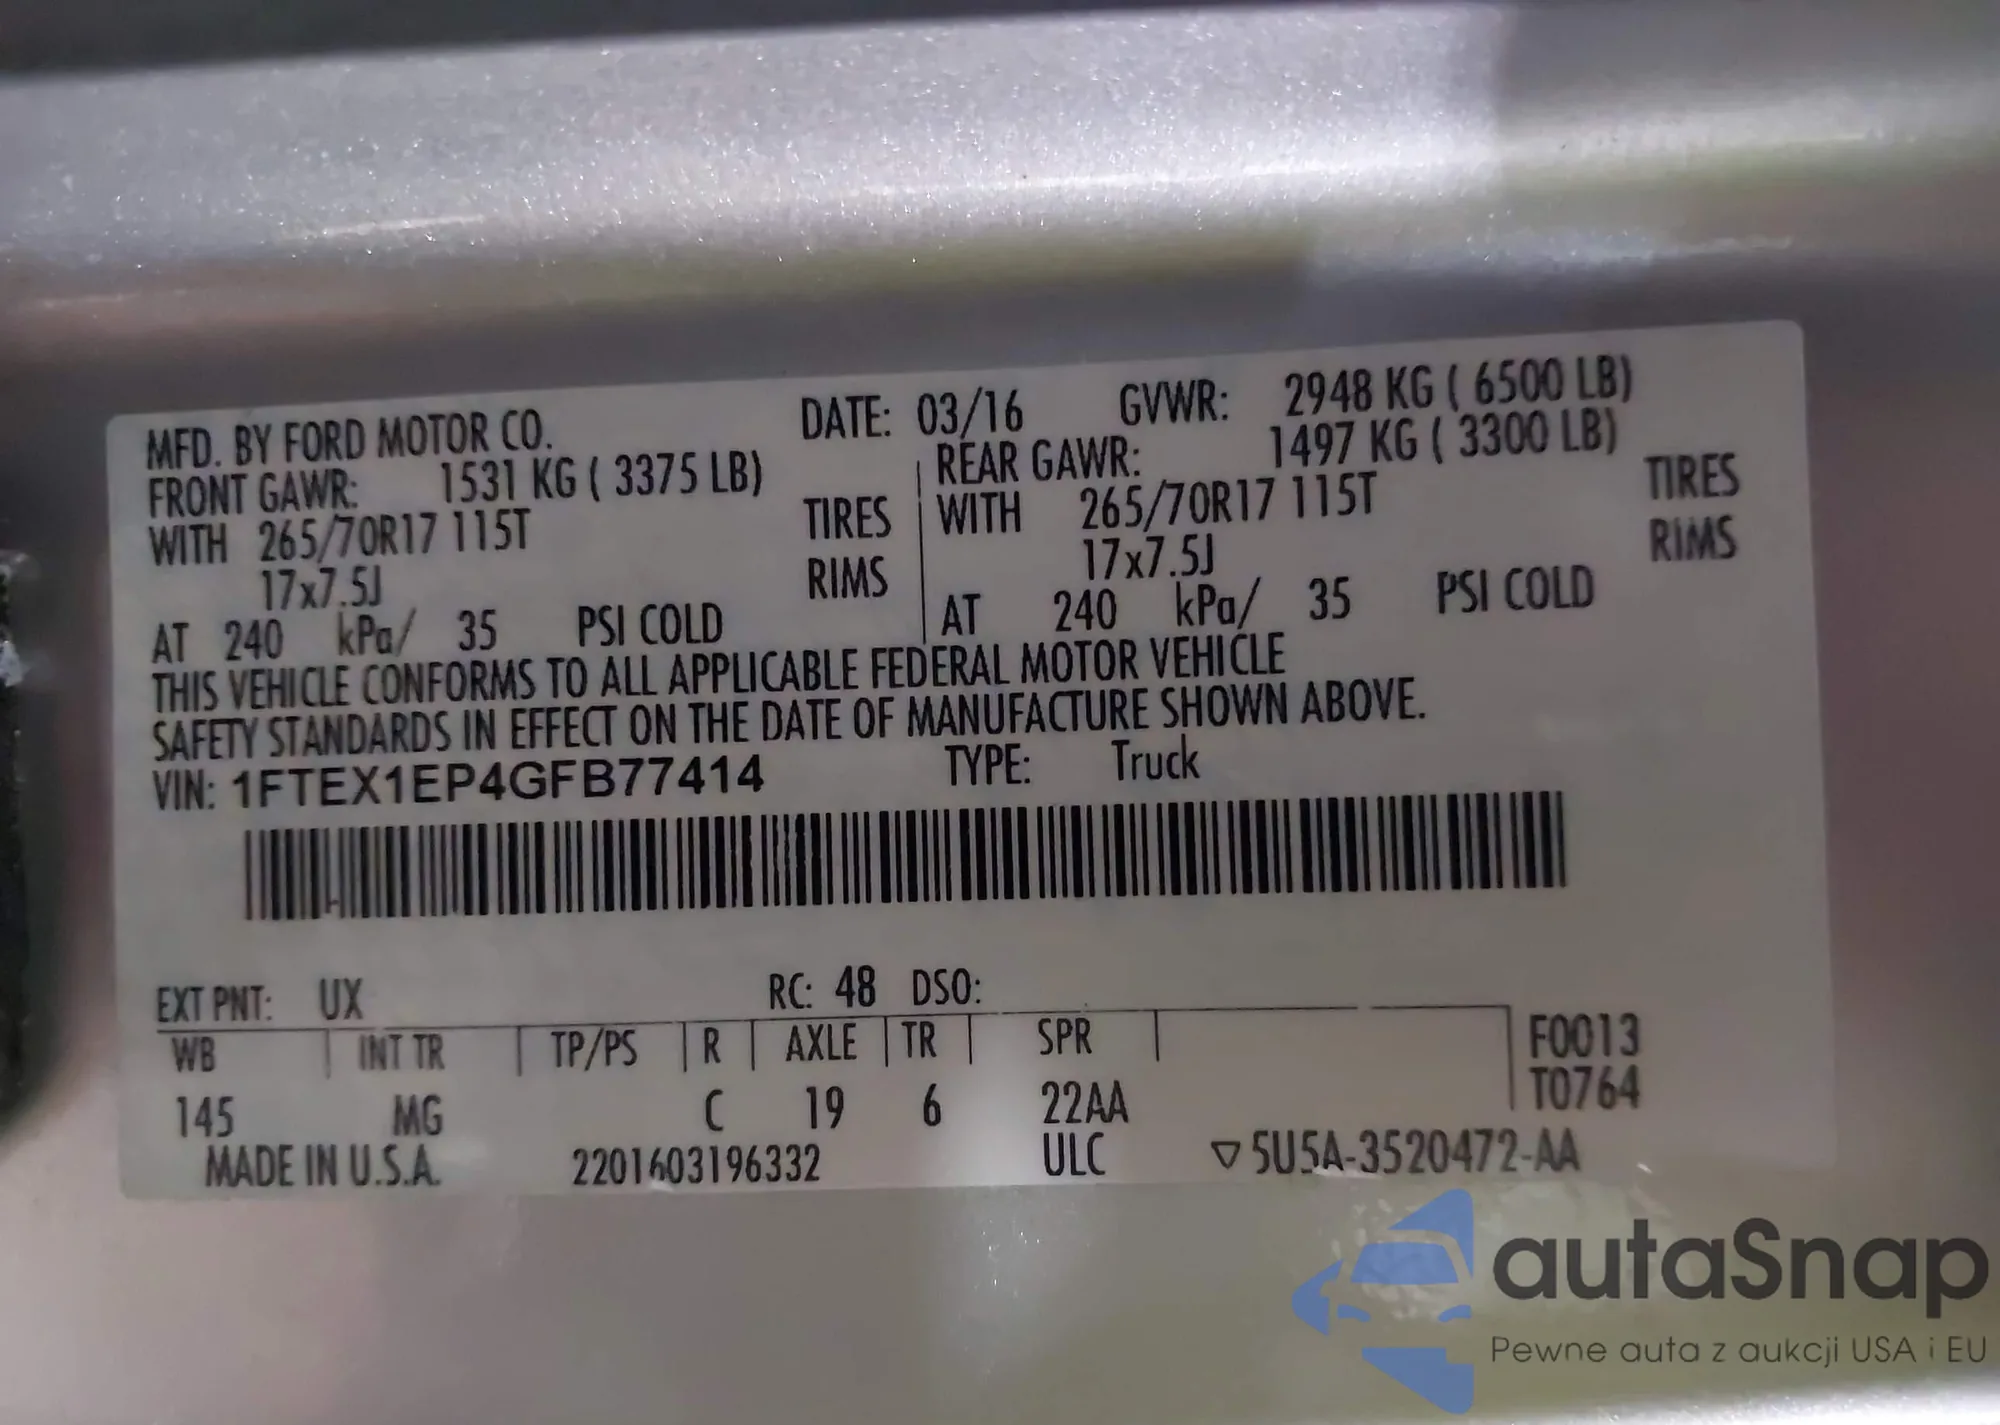 MFD. BY FORD MOTOR CO. DATE: 03/16 GVWR: 2948 KG ( 6500 LB)
FRONT GAWR: 1531 KG ( 3375 LB) REAR GAWR: 1497 KG ( 3300 LB)
WITH 265/70R17 115T TIRES WITH 265/70R17 115T TIRES
17x7.5J RIMS 17x7.5J RIMS
AT 240 kPa/ 35 PSI COLD AT 240 kPa/ 35 PSI COLD
THIS VEHICLE CONFORMS TO ALL APPLICABLE FEDERAL MOTOR VEHICLE
SAFETY STANDARDS IN EFFECT ON THE DATE OF MANUFACTURE SHOWN ABOVE.
VIN: 1FTEX1EP4GFB77414 TYPE: Truck
EXT PNT: UX RC: 48 DSO:
WB INT TR TP/PS R AXLE TR SPR F0013
145 MG C 19 6 22AA T0764
MADE IN U.S.A. 2201603196332 ULC ▽5U5A-3520472-AA
autaSnap
Pewne auta z aukcji USA i EU